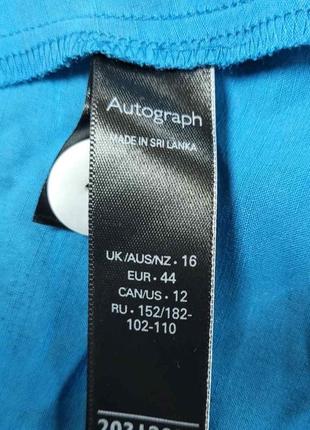 Autograph
MADE IN SRI LANKA
UK/AUS/NZ • 16
EUR • 44
CAN/US • 12
RU • 152/182-
102-110